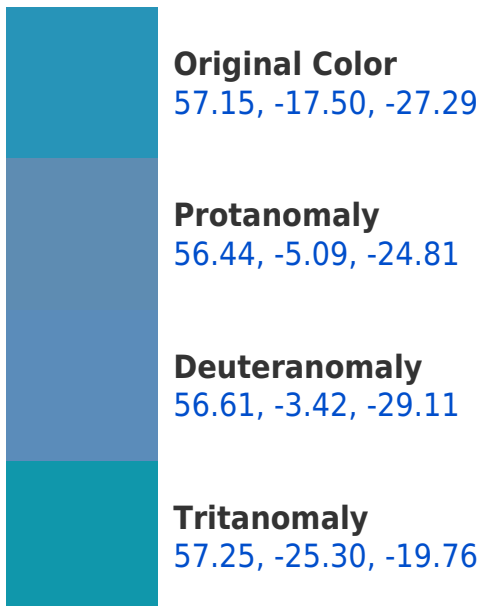 Original Color
57.15, -17.50, -27.29
Protanomaly
56.44, -5.09, -24.81
Deuteranomaly
56.61, -3.42, -29.11
Tritanomaly
57.25, -25.30, -19.76